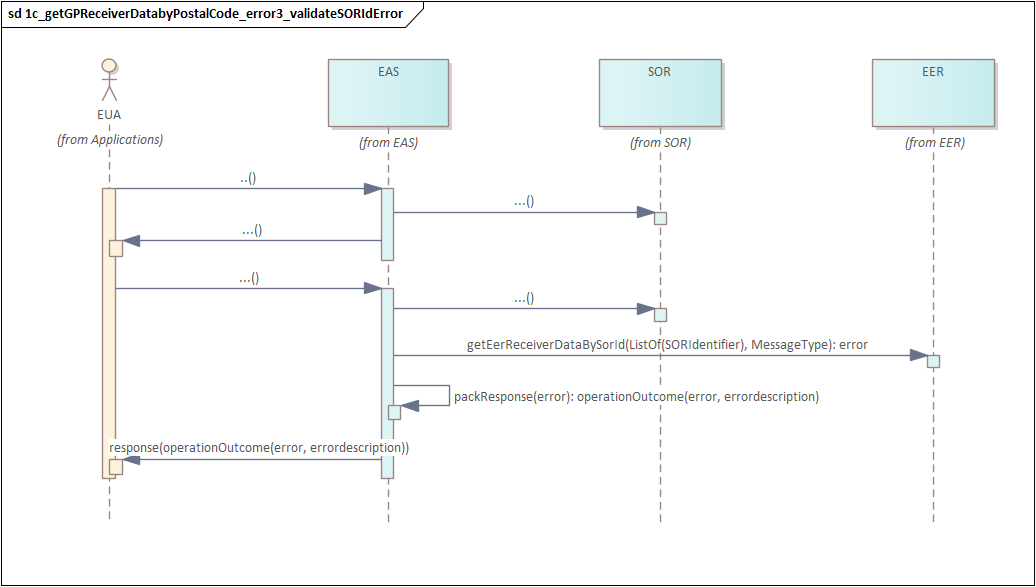 sd 1c_getGPReceiverDatabyPostalCode_error3_validateSORIdError
EUA
(from Applications)
EAS
(from EAS)
SOR
(from SOR)
EER
(from EER)
..()
...()
...()
...()
...()
getEerReceiverDataBySorId(ListOf(SORIdentifier), MessageType): error
packResponse(error): operationOutcome(error, errordescription)
response(operationOutcome(error, errordescription))